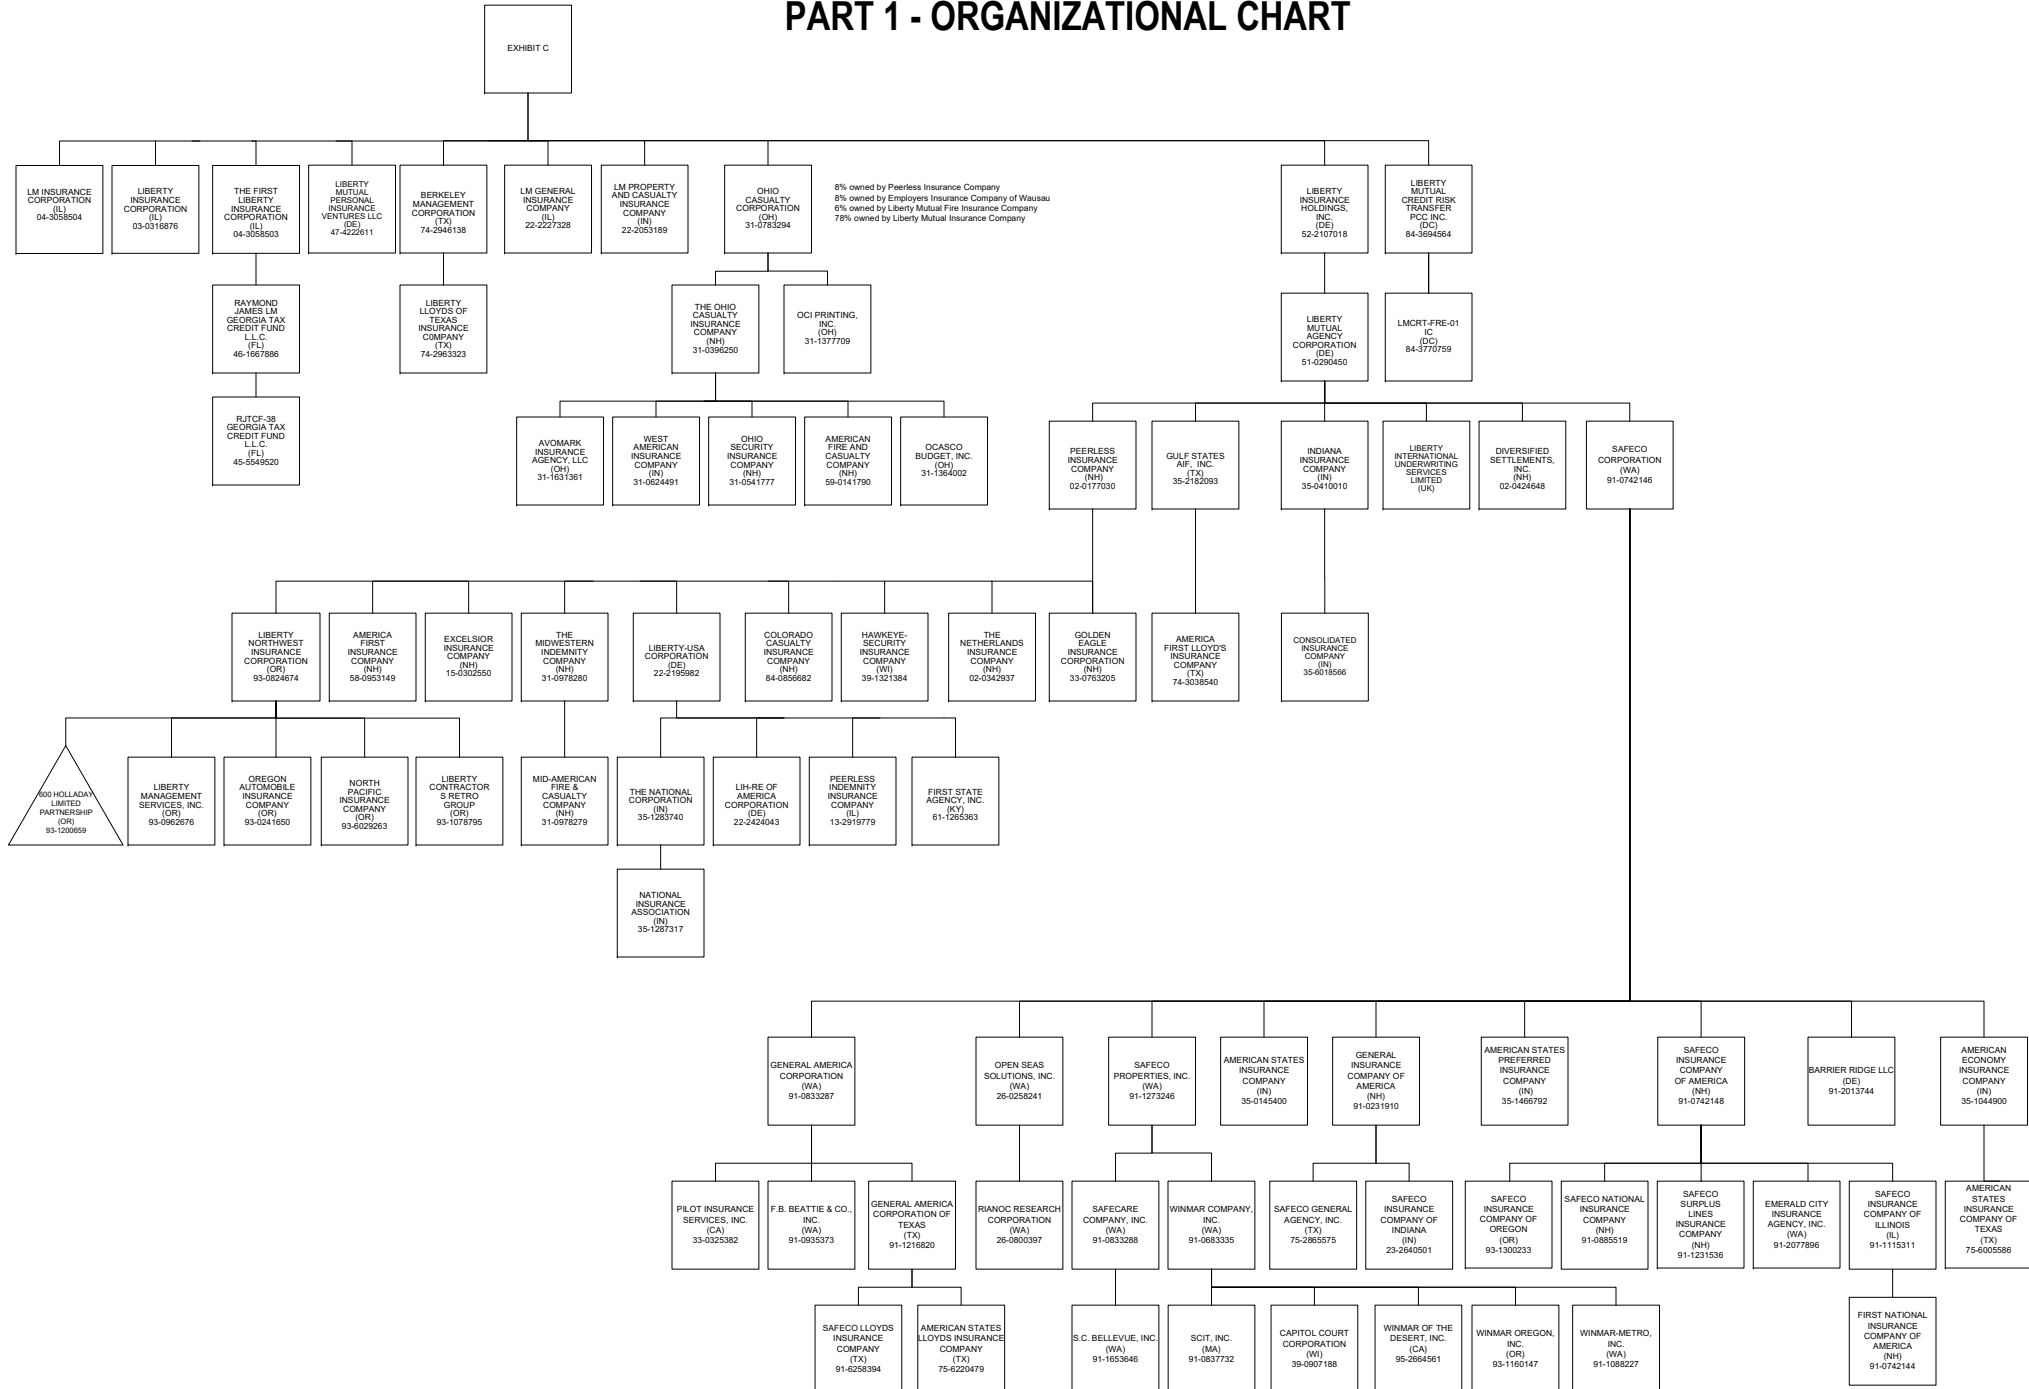 PART 1 - ORGANIZATIONAL CHART
EXHIBIT C
LM INSURANCE
CORPORATION
(IL)
04-3058504
LIBERTY
INSURANCE
CORPORATION
(IL)
03-0316876
THE FIRST
LIBERTY
INSURANCE
CORPORATION
(IL)
04-3058503
LIBERTY
MUTUAL
PERSONAL
INSURANCE
VENTURES LLC
(DE)
47-4222611
BERKELEY
MANAGEMENT
CORPORATION
(TX)
74-2946138
LM GENERAL
INSURANCE
COMPANY
(IL)
22-2227328
LM PROPERTY
AND CASUALTY
INSURANCE
COMPANY
(IN)
22-2053189
OHIO
CASUALTY
CORPORATION
(OH)
31-0783294
8% owned by Peerless Insurance Company
8% owned by Employers Insurance Company of Wausau
6% owned by Liberty Mutual Fire Insurance Company
78% owned by Liberty Mutual Insurance Company
LIBERTY
INSURANCE
HOLDINGS,
INC.
(DE)
52-2107018
LIBERTY
MUTUAL
CREDIT RISK
TRANSFER
PCC INC.
(DC)
84-3694564
RAYMOND
JAMES LM
GEORGIA TAX
CREDIT FUND
L.L.C.
(FL)
46-1667886
LIBERTY
LLOYDS OF
TEXAS
INSURANCE
COMPANY
(TX)
74-2963323
THE OHIO
CASUALTY
INSURANCE
COMPANY
(NH)
31-0396250
OCI PRINTING,
INC.
(OH)
31-1377709
LIBERTY
MUTUAL
AGENCY
CORPORATION
(DE)
51-0290450
LMCRT-FRE-01
IC
(DC)
84-3770759
RJTCF-38
GEORGIA TAX
CREDIT FUND
L.L.C.
(FL)
45-5549520
AVOMARK
INSURANCE
AGENCY, LLC
(OH)
31-1631361
WEST
AMERICAN
INSURANCE
COMPANY
(IN)
31-0624491
OHIO
SECURITY
INSURANCE
COMPANY
(NH)
31-0541777
AMERICAN
FIRE AND
CASUALTY
COMPANY
(NH)
59-0141790
OCASCO
BUDGET, INC.
(OH)
31-1364002
PEERLESS
INSURANCE
COMPANY
(NH)
02-0177030
GULF STATES
AIF, INC.
(TX)
35-2182093
INDIANA
INSURANCE
COMPANY
(IN)
35-0410010
LIBERTY
INTERNATIONAL
UNDERWRITING
SERVICES
LIMITED
(UK)
DIVERSIFIED
SETTLEMENTS,
INC.
(NH)
02-0424648
SAFECO
CORPORATION
(WA)
91-0742146
LIBERTY
NORTHWEST
INSURANCE
CORPORATION
(OR)
93-0824674
AMERICA
FIRST
INSURANCE
COMPANY
(NH)
58-0953149
EXCELSIOR
INSURANCE
COMPANY
(NH)
15-0302550
THE
MIDWESTERN
INDEMNITY
COMPANY
(NH)
31-0978280
LIBERTY-USA
CORPORATION
(DE)
22-2195982
COLORADO
CASUALTY
INSURANCE
COMPANY
(NH)
84-0856682
HAWKEYE-
SECURITY
INSURANCE
COMPANY
(WI)
39-1321384
THE
NETHERLANDS
INSURANCE
COMPANY
(NH)
02-0342937
GOLDEN
EAGLE
INSURANCE
CORPORATION
(NH)
33-0763205
AMERICA
FIRST LLOYD'S
INSURANCE
COMPANY
(TX)
74-3038540
CONSOLIDATED
INSURANCE
COMPANY
(IN)
35-6018566
600 HOLLADAY
LIMITED
PARTNERSHIP
(OR)
93-1200659
LIBERTY
MANAGEMENT
SERVICES, INC.
(OR)
93-0962676
OREGON
AUTOMOBILE
INSURANCE
COMPANY
(OR)
93-0241650
NORTH
PACIFIC
INSURANCE
COMPANY
(OR)
93-6029263
LIBERTY
CONTRACTOR
S RETRO
GROUP
(OR)
93-1078795
MID-AMERICAN
FIRE &
CASUALTY
COMPANY
(NH)
31-0978279
THE NATIONAL
CORPORATION
(IN)
35-1283740
LIH-RE OF
AMERICA
CORPORATION
(DE)
22-2424043
PEERLESS
INDEMNITY
INSURANCE
COMPANY
(IL)
13-2919779
FIRST STATE
AGENCY, INC.
(KY)
61-1265363
NATIONAL
INSURANCE
ASSOCIATION
(IN)
35-1287317
GENERAL AMERICA
CORPORATION
(WA)
91-0833287
OPEN SEAS
SOLUTIONS, INC.
(WA)
26-0258241
SAFECO
PROPERTIES, INC.
(WA)
91-1273246
AMERICAN STATES
INSURANCE
COMPANY
(IN)
35-0145400
GENERAL
INSURANCE
COMPANY OF
AMERICA
(NH)
91-0231910
AMERICAN STATES
PREFERRED
INSURANCE
COMPANY
(IN)
35-1466792
SAFECO
INSURANCE
COMPANY
OF AMERICA
(NH)
91-0742148
BARRIER RIDGE LLC
(DE)
91-2013744
AMERICAN
ECONOMY
INSURANCE
COMPANY
(IN)
35-1044900
PILOT INSURANCE
SERVICES, INC.
(CA)
33-0325382
F.B. BEATTIE & CO.,
INC.
(WA)
91-0935373
GENERAL AMERICA
CORPORATION OF
TEXAS
(TX)
91-1216820
RIANOC RESEARCH
CORPORATION
(WA)
26-0800397
SAFECARE
COMPANY, INC.
(WA)
91-0833288
WINMAR COMPANY,
INC.
(WA)
91-0683335
SAFECO GENERAL
AGENCY, INC.
(TX)
75-2865575
SAFECO
INSURANCE
COMPANY OF
INDIANA
(IN)
23-2640501
SAFECO
INSURANCE
COMPANY OF
OREGON
(OR)
93-1300233
SAFECO NATIONAL
INSURANCE
COMPANY
(NH)
91-0885519
SAFECO
SURPLUS
LINES
INSURANCE
COMPANY
(NH)
91-1231536
EMERALD CITY
INSURANCE
AGENCY, INC.
(WA)
91-2077896
SAFECO
INSURANCE
COMPANY OF
ILLINOIS
(IL)
91-1115311
AMERICAN
STATES
INSURANCE
COMPANY OF
TEXAS
(TX)
75-6005586
SAFECO LLOYDS
INSURANCE
COMPANY
(TX)
91-6258394
AMERICAN STATES
LLOYDS INSURANCE
COMPANY
(TX)
75-6220479
S.C. BELLEVUE, INC.
(WA)
91-1653646
SCIT, INC.
(MA)
91-0837732
CAPITOL COURT
CORPORATION
(WI)
39-0907188
WINMAR OF THE
DESERT, INC.
(CA)
95-2664561
WINMAR OREGON,
INC.
(OR)
93-1160147
WINMAR-METRO,
INC.
(WA)
91-1088227
FIRST NATIONAL
INSURANCE
COMPANY OF
AMERICA
(NH)
91-0742144